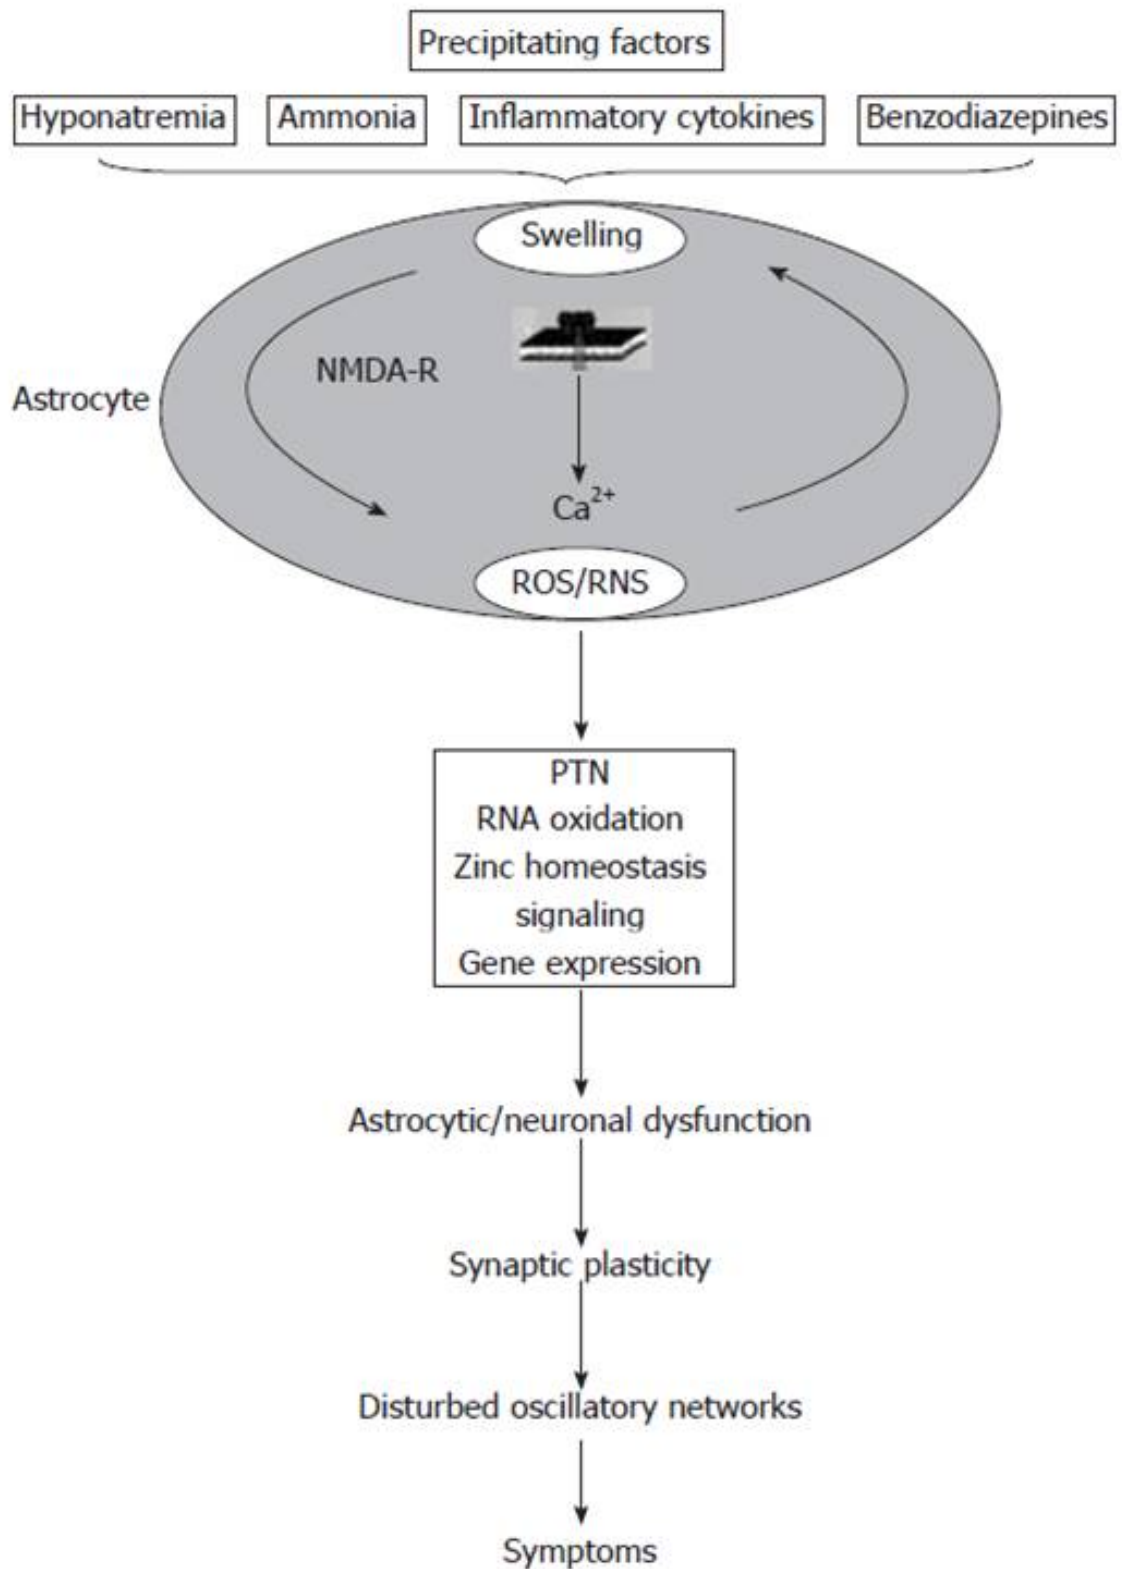 Precipitating factors
Hyponatremia
Ammonia
Inflammatory cytokines
Benzodiazepines
Swelling
NMDA-R
Astrocyte
Ca²⁺
ROS/RNS
PTN
RNA oxidation
Zinc homeostasis
signaling
Gene expression
Astrocytic/neuronal dysfunction
Synaptic plasticity
Disturbed oscillatory networks
Symptoms